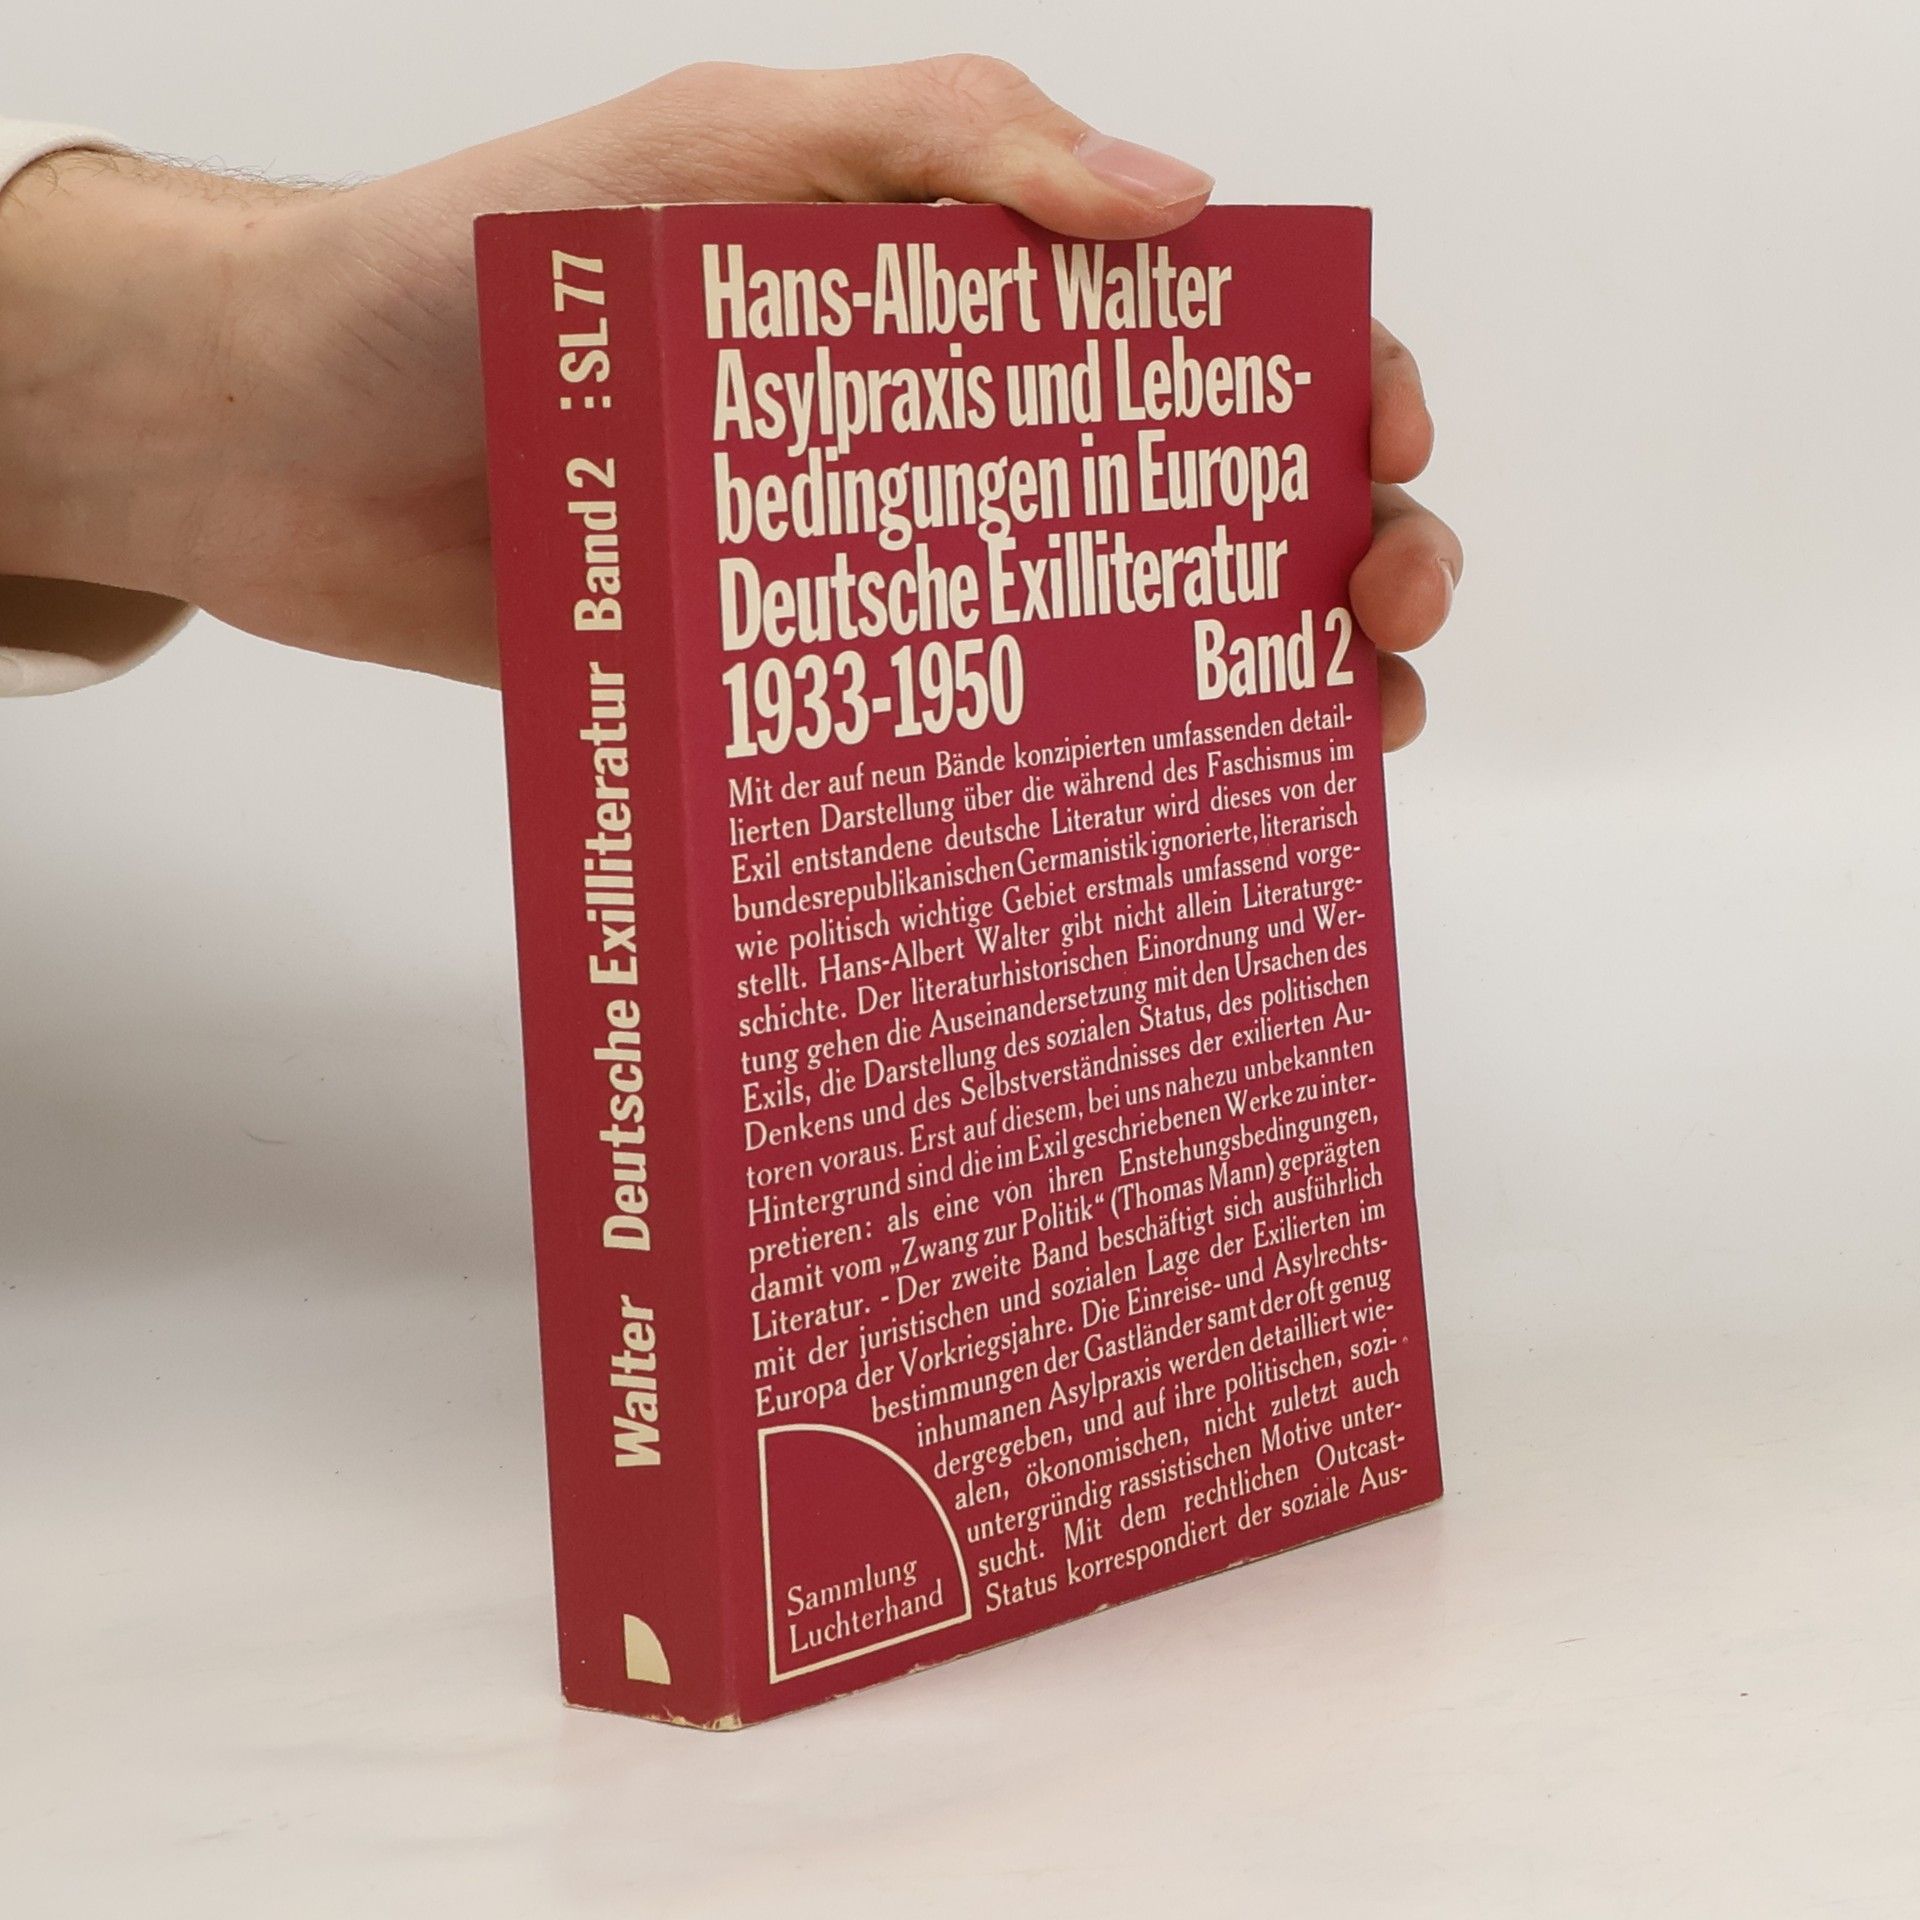 Walter Deutsche Exilliteratur Band 2 SL77
Hans-Albert Walter
Asylpraxis und Lebens-
bedingungen in Europa
Deutsche Exilliteratur
1933-1950 Band 2
Mit der auf neun Bände konzipierten umfassenden detail-
lierten Darstellung über die während des Faschismus im
Exil entstandene deutsche Literatur wird dieses von der
bundesrepublikanischen Germanistik ignorierte, literarisch
wie politisch wichtige Gebiet erstmals umfassend vorge-
stellt. Hans-Albert Walter gibt nicht allein Literaturge-
schichte. Der literaturhistorischen Einordnung und Wer-
tung gehen die Auseinandersetzung mit den Ursachen des
Exils, die Darstellung des sozialen Status, des politischen
Denkens und des Selbstverständnisses der exilierten Au-
toren voraus. Erst auf diesem, bei uns nahezu unbekannten
Hintergrund sind die im Exil geschriebenen Werke zu inter-
pretieren: als eine von ihren Enstehungsbedingungen,
damit vom „Zwang zur Politik“ (Thomas Mann) geprägten
Literatur. - Der zweite Band beschäftigt sich ausführlich
mit der juristischen und sozialen Lage der Exilierten im
Europa der Vorkriegsjahre. Die Einreise- und Asylrechts-
bestimmungen der Gastländer samt der oft genug
inhumanen Asylpraxis werden detailliert wie-
dergegeben, und auf ihre politischen, sozi-
alen, ökonomischen, nicht zuletzt auch
untergründig rassistischen Motive unter-
sucht. Mit dem rechtlichen Outcast-
Status korrespondiert der soziale Aus-
Sammlung
Luchterhand